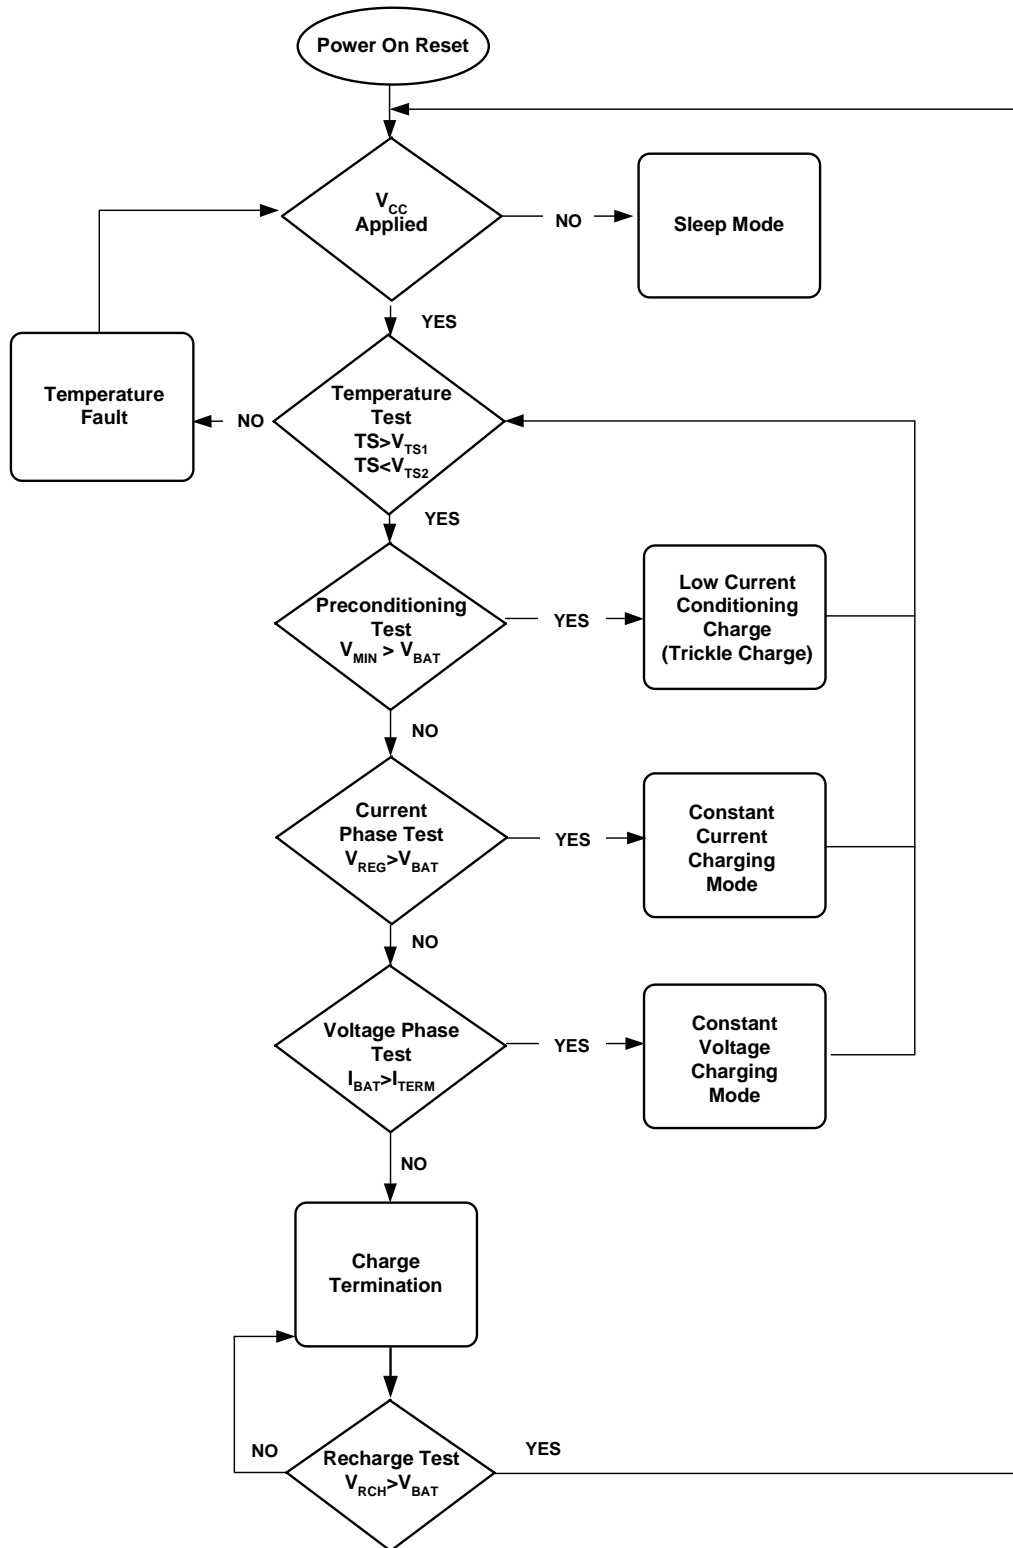 Power On Reset
V_CC
Applied
NO
Sleep Mode
YES
Temperature
Fault
NO
Temperature
Test
TS>V_TS1
TS<V_TS2
YES
Preconditioning
Test
V_MIN > V_BAT
YES
Low Current
Conditioning
Charge
(Trickle Charge)
NO
Current
Phase Test
V_REG>V_BAT
YES
Constant
Current
Charging
Mode
NO
Voltage Phase
Test
I_BAT>I_TERM
YES
Constant
Voltage
Charging
Mode
NO
Charge
Termination
NO
Recharge Test
V_RCH>V_BAT
YES